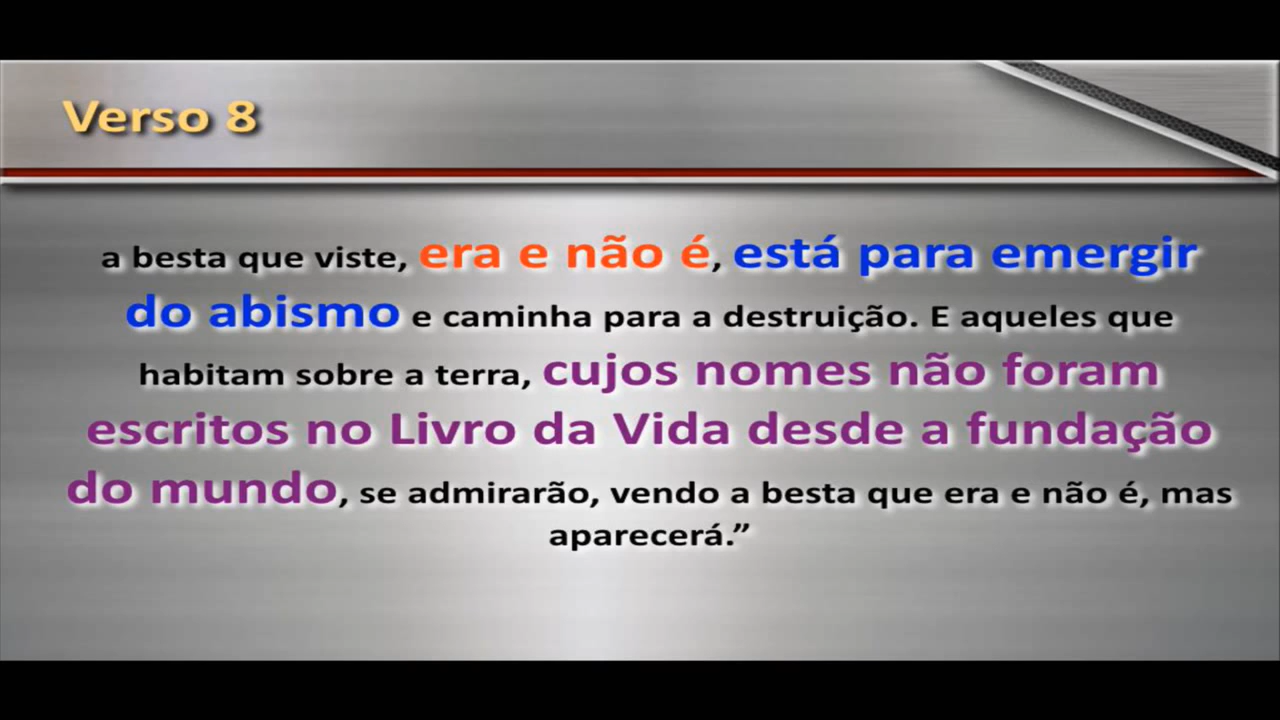 Verso 8
a besta que viste, era e não é, está para emergir
do abismo e caminha para a destruição. E aqueles que
habitam sobre a terra, cujos nomes não foram
escritos no Livro da Vida desde a fundação
do mundo, se admirarão, vendo a besta que era e não é, mas
aparecerá.”